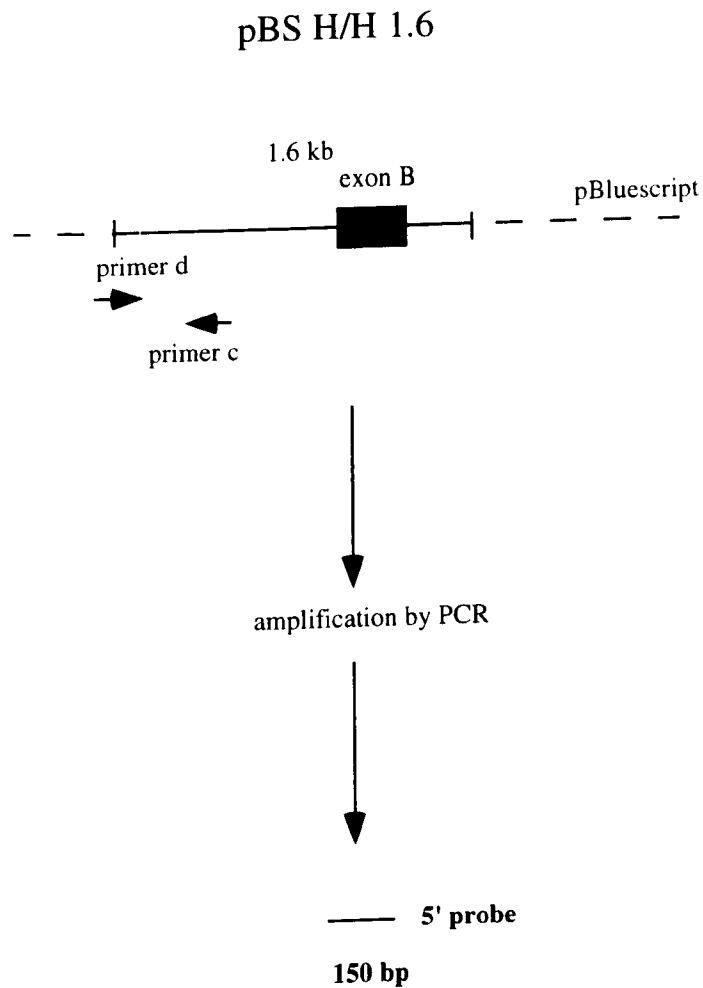 pBS H/H 1.6
1.6 kb
exon B
pBluescript
primer d
primer c
amplification by PCR
5' probe
150 bp